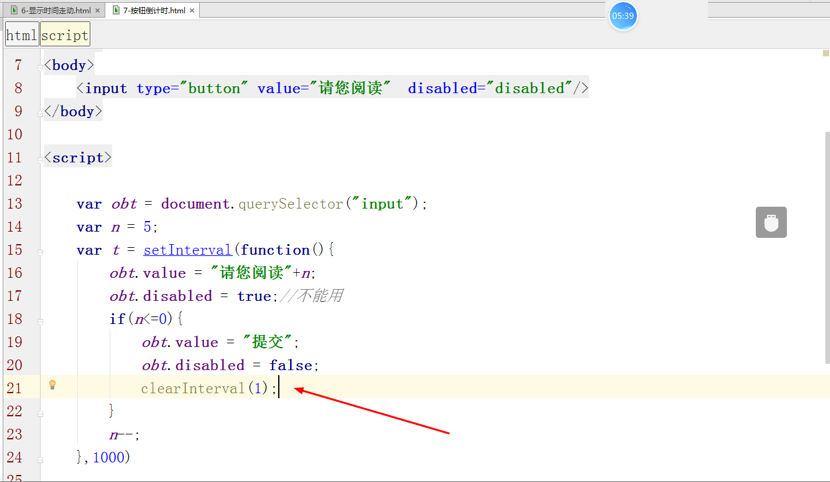 6-显示时间走动.html × 7-按钮倒计时.html ×
05:39
html script
7 <body>
8 <input type="button" value="请您阅读" disabled="disabled"/>
9 </body>
10
11 <script>
12
13 var obt = document.querySelector("input");
14 var n = 5;
15 var t = setInterval(function(){
16 obt.value = "请您阅读"+n;
17 obt.disabled = true;//不能用
18 if(n<=0){
19 obt.value = "提交";
20 obt.disabled = false;
21 clearInterval(1);
22 }
23 n--;
24 },1000)
25